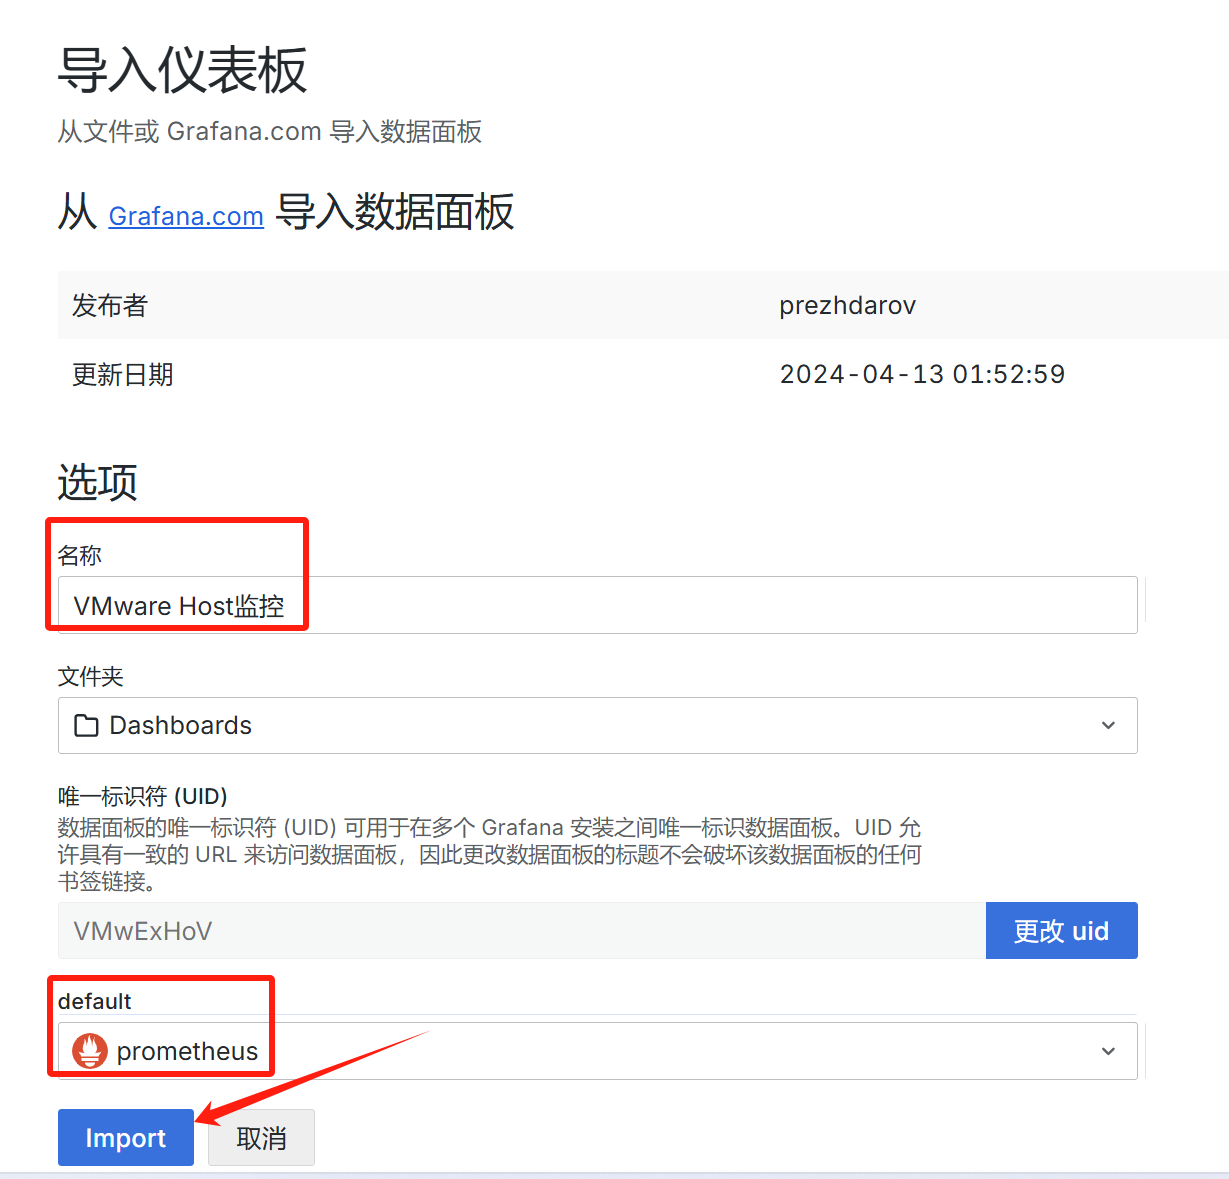 导入仪表板
从文件或 Grafana.com 导入数据面板
从 Grafana.com 导入数据面板
发布者 prezhdarov
更新日期 2024-04-13 01:52:59
选项
名称
VMware Host监控
文件夹
Dashboards
唯一标识符 (UID)
数据面板的唯一标识符 (UID) 可用于在多个 Grafana 安装之间唯一标识数据面板。UID 允
许具有一致的 URL 来访问数据面板，因此更改数据面板的标题不会破坏该数据面板的任何
书签链接。
VMwExHoV 更改 uid
default
prometheus
Import 取消